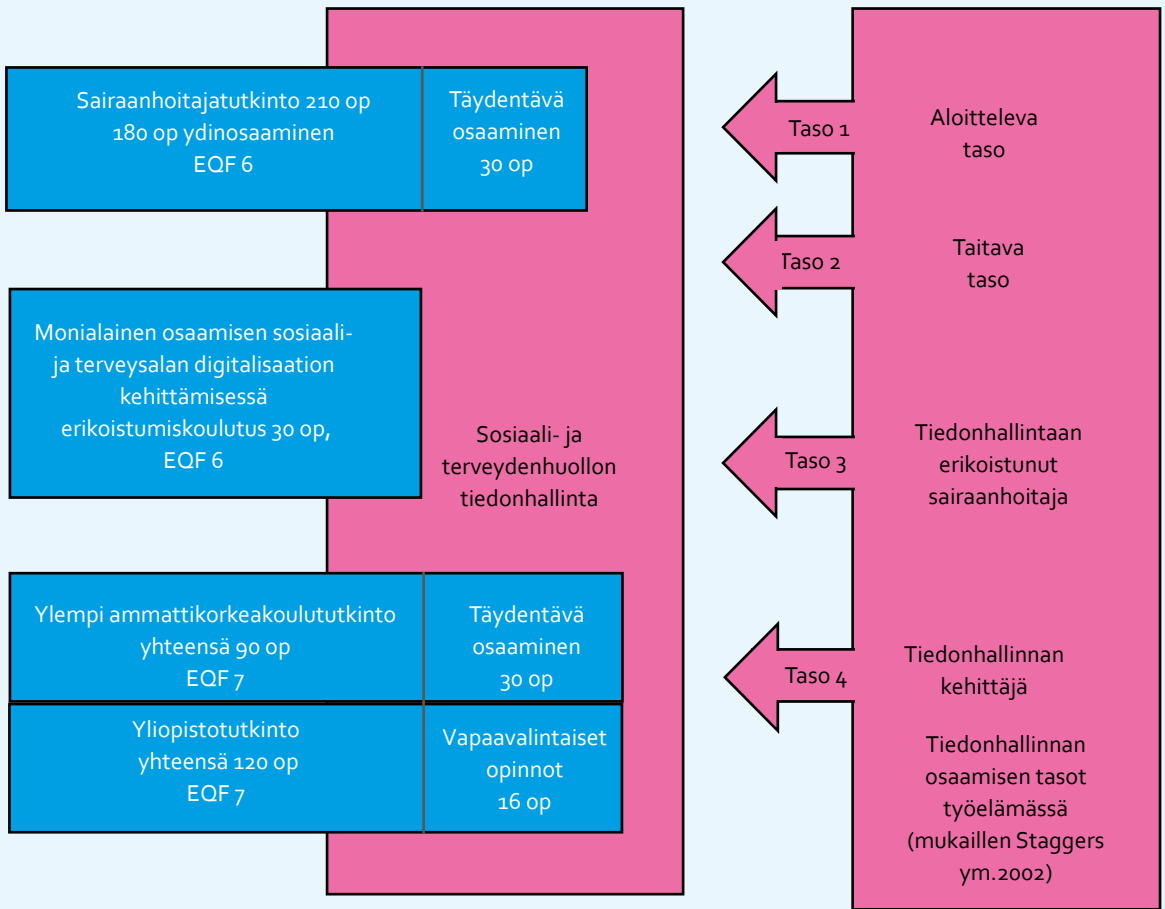 Sairaanhoitajatutkinto 210 op
180 op ydinosaaminen
EQF 6
Täydentävä
osaaminen
30 op
Monialainen osaamisen sosiaali-
ja terveysalan digitalisaation
kehittämisessä
erikoistumiskoulutus 30 op,
EQF 6
Ylempi ammattikorkeakoulututkinto
yhteensä 90 op
EQF 7
Täydentävä
osaaminen
30 op
Yliopistotutkinto
yhteensä 120 op
EQF 7
Vapaavalintaiset
opinnot
16 op
Sosiaali- ja
terveydenhuollon
tiedonhallinta
Taso 1
Aloitteleva
taso
Taso 2
Taitava
taso
Taso 3
Tiedonhallintaan
erikoistunut
sairaanhoitaja
Taso 4
Tiedonhallinnan
kehittäjä
Tiedonhallinnan
osaamisen tasot
työelämässä
(mukaillen Staggers
ym.2002)